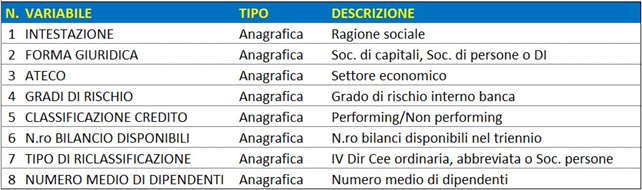 N. VARIABILE TIPO DESCRIZIONE
1 INTESTAZIONE Anagrafica Ragione sociale
2 FORMA GIURIDICA Anagrafica Soc. di capitali, Soc. di persone o DI
3 ATECO Anagrafica Settore economico
4 GRADI DI RISCHIO Anagrafica Grado di rischio interno banca
5 CLASSIFICAZIONE CREDITO Anagrafica Performing/Non performing
6 N.ro BILANCIO DISPONIBILI Anagrafica N.ro bilanci disponibili nel triennio
7 TIPO DI RICLASSIFICAZIONE Anagrafica IV Dir Cee ordinaria, abbreviata o Soc. persone
8 NUMERO MEDIO DI DIPENDENTI Anagrafica Numero medio di dipendenti